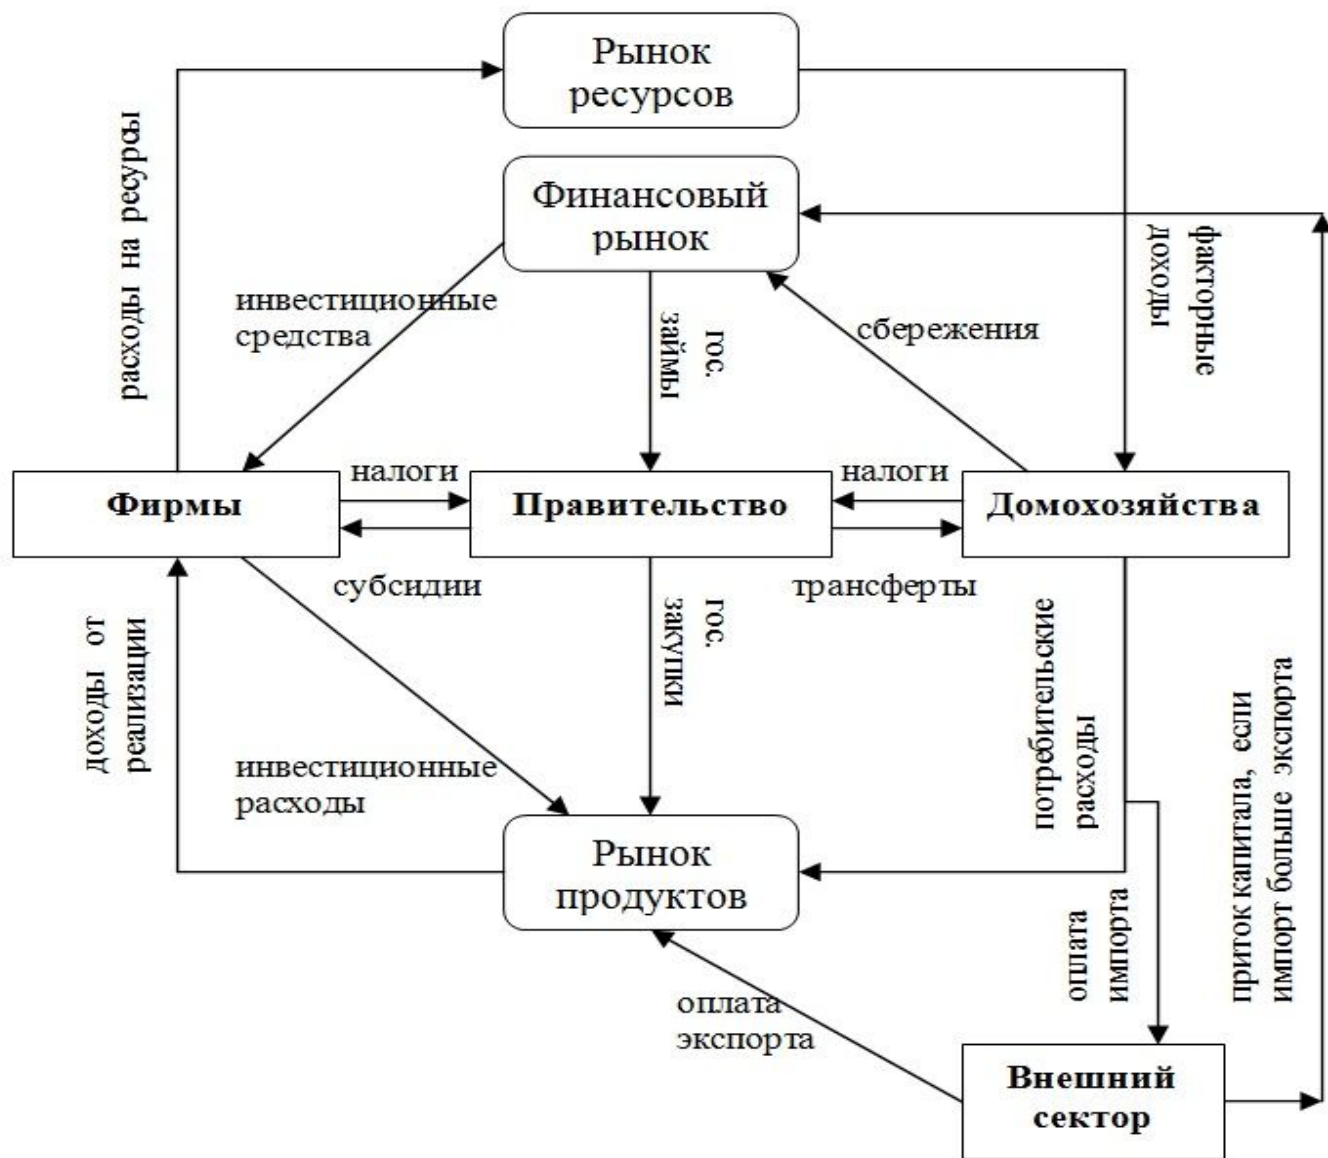 Рынок
ресурсов
Финансовый
рынок
расходы на ресурсы
инвестиционные
средства
гос.
займы
сбережения
факторные
доходы
налоги
налоги
Фирмы
Правительство
Домохозяйства
субсидии
трансферты
доходы от
реализации
гос.
закупки
потребительские
расходы
инвестиционные
расходы
приток капитала, если
импорт больше экспорта
Рынок
продуктов
оплата
импорта
оплата
экспорта
Внешний
сектор